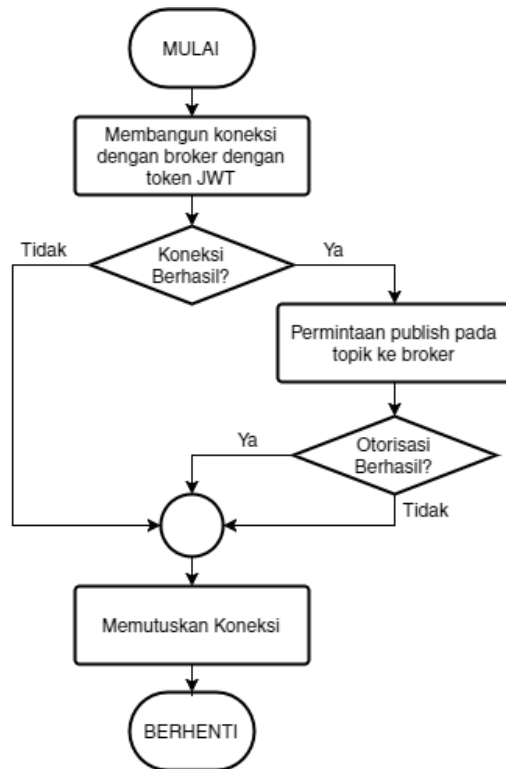 MULAI
Membangun koneksi
dengan broker dengan
token JWT
Tidak
Koneksi
Berhasil?
Ya
Permintaan publish pada
topik ke broker
Ya
Otorisasi
Berhasil?
Tidak
Memutuskan Koneksi
BERHENTI